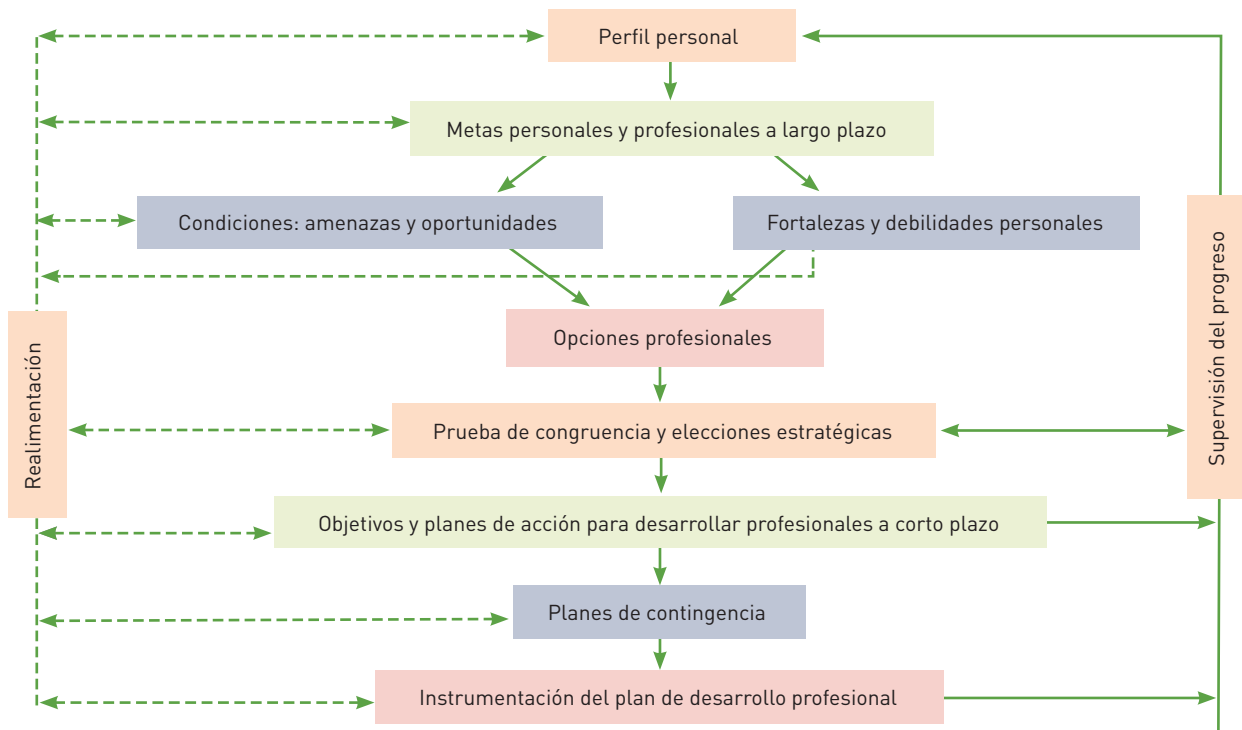 Perfil personal
Metas personales y profesionales a largo plazo
Condiciones: amenazas y oportunidades
Fortalezas y debilidades personales
Opciones profesionales
Realimentación
Supervisión del progreso
Prueba de congruencia y elecciones estratégicas
Objetivos y planes de acción para desarrollar profesionales a corto plazo
Planes de contingencia
Instrumentación del plan de desarrollo profesional